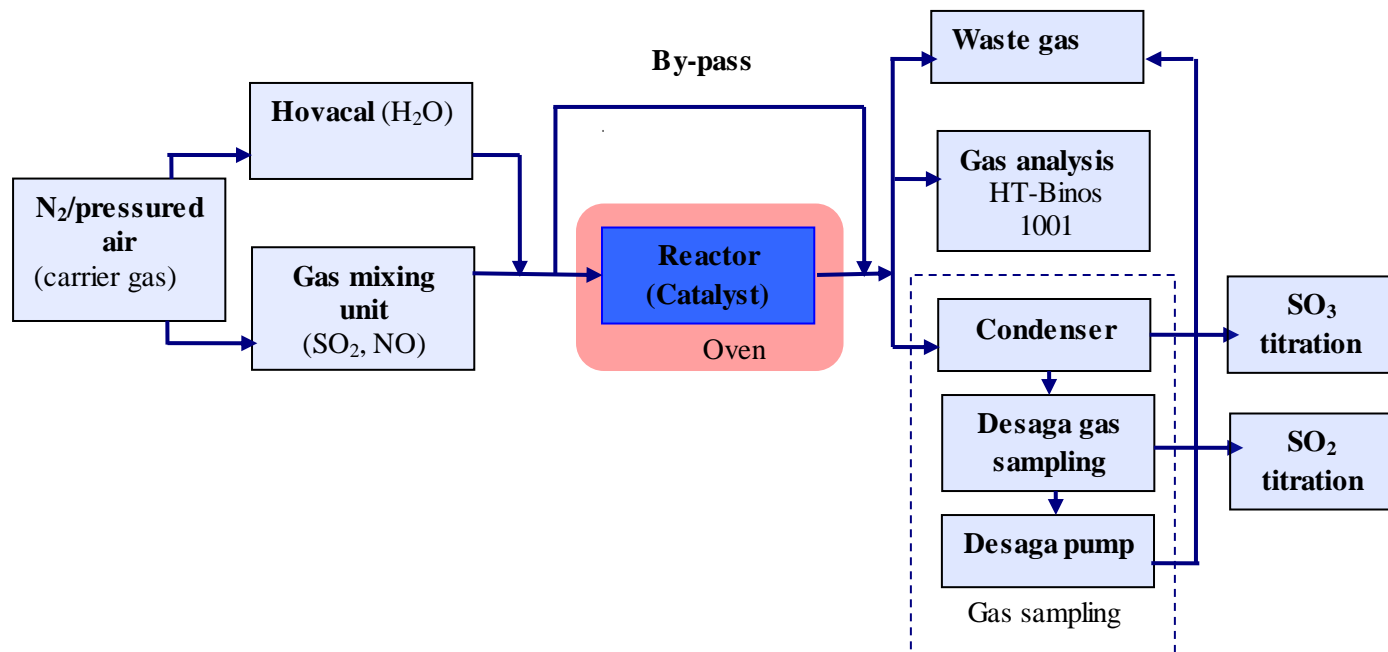 N₂/pressured
air
(carrier gas)
Hovacal (H₂O)
Gas mixing
unit
(SO₂, NO)
By-pass
Reactor
(Catalyst)
Oven
Waste gas
Gas analysis
HT-Binos
1001
Condenser
Desaga gas
sampling
Desaga pump
Gas sampling
SO₃
titration
SO₂
titration